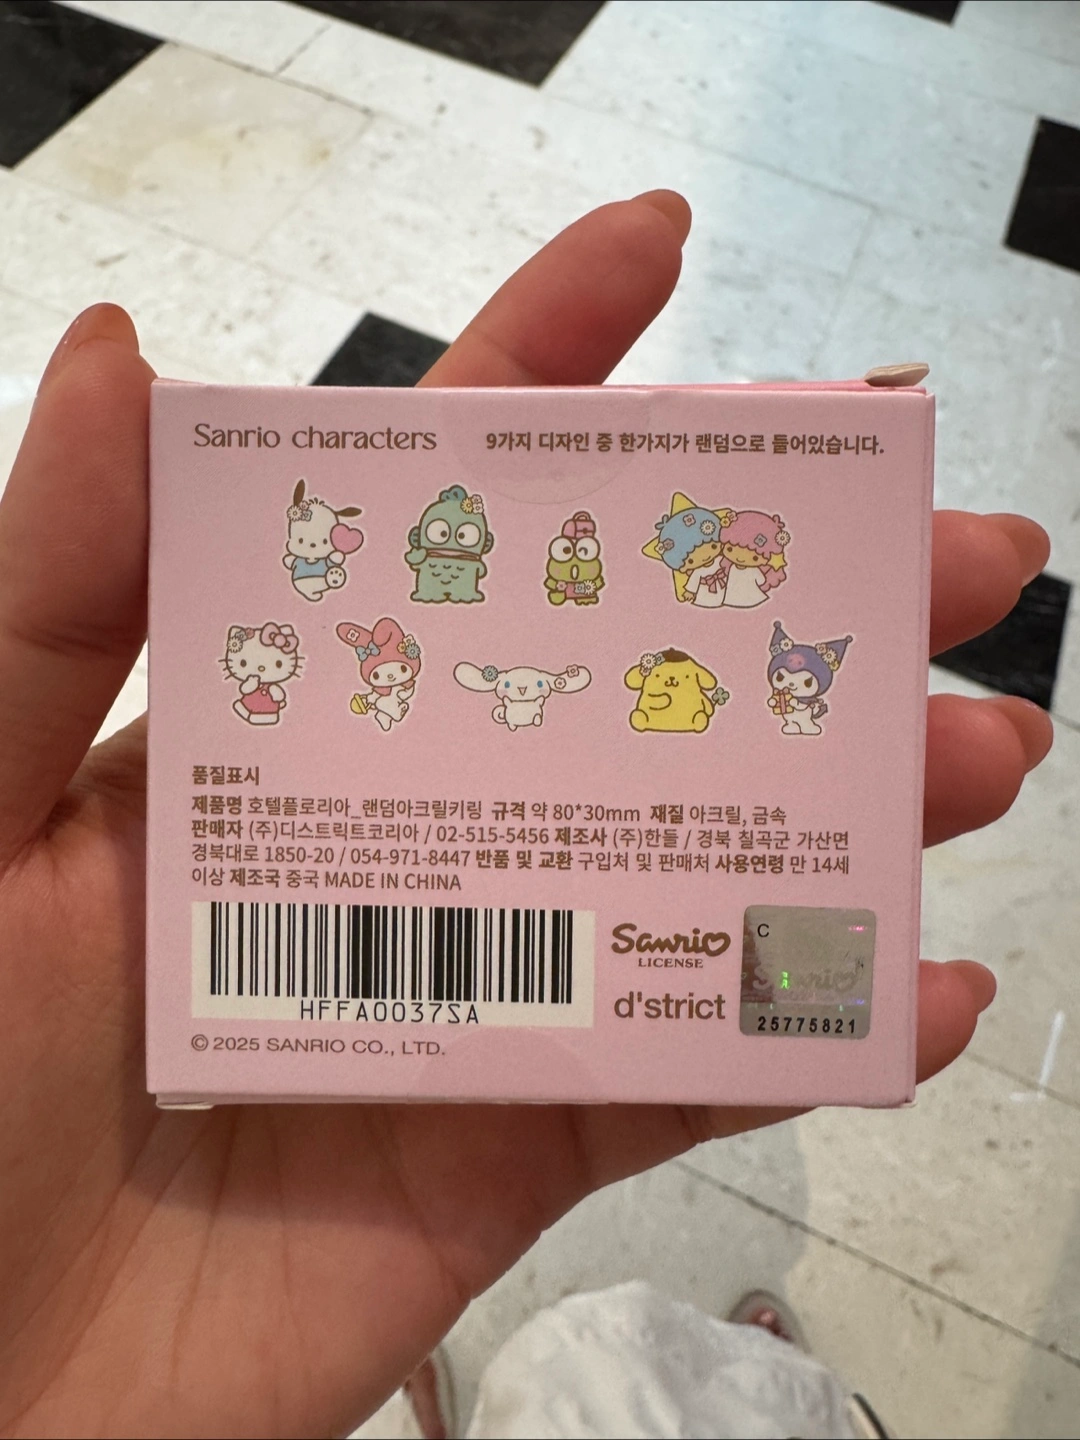 Sanrio characters
9가지 디자인 중 한가지가 랜덤으로 들어있습니다.
품질표시
제품명 호텔플로리아_랜덤아크릴키링 규격 약 80*30mm 재질 아크릴, 금속
판매자 (주)디스트릭트코리아 / 02-515-5456 제조사 (주)한들 / 경북 칠곡군 가산면
경북대로 1850-20 / 054-971-8447 반품 및 교환 구입처 및 판매처 사용연령 만 14세
이상 제조국 중국 MADE IN CHINA
HFFA0037SA
Sanrio
LICENSE
d'strict
C
Sanrio
25775821
© 2025 SANRIO CO., LTD.